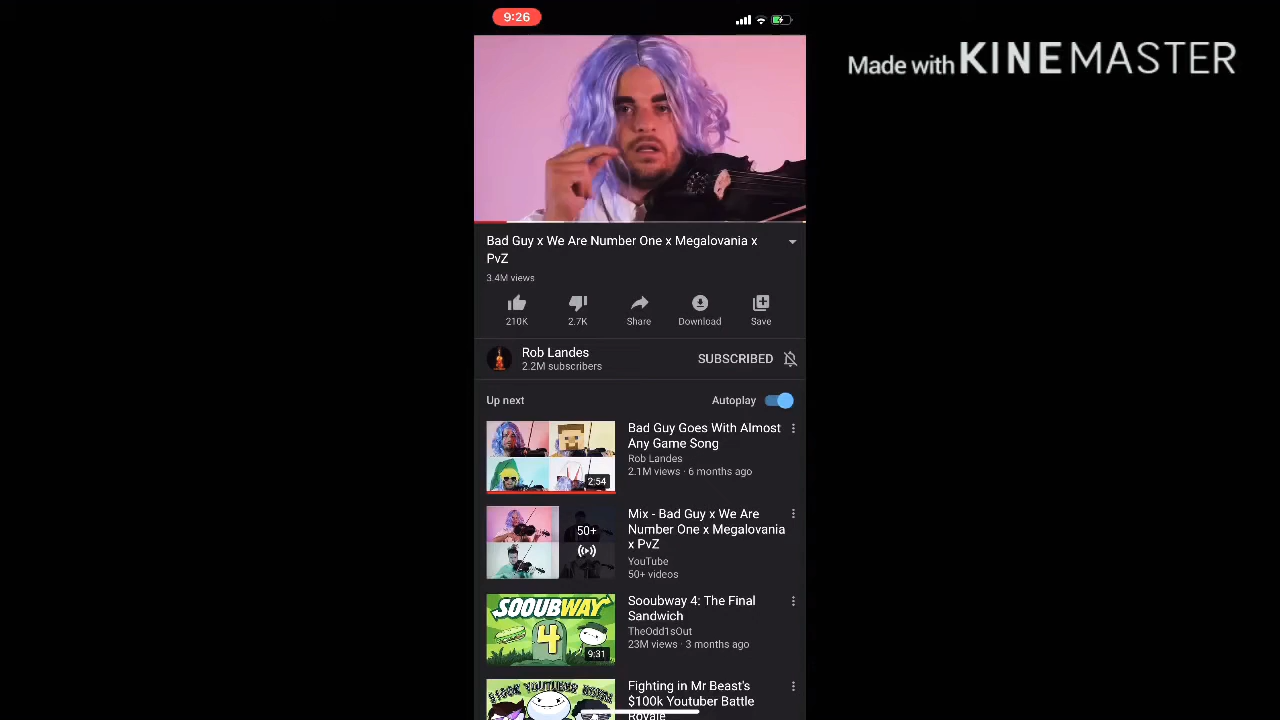 9:26
Made with KINEMASTER
Bad Guy x We Are Number One x Megalovania x
PvZ
3.4M views
210K
2.7K
Share
Download
Save
Rob Landes
2.2M subscribers
SUBSCRIBED
Up next
Autoplay
Bad Guy Goes With Almost
Any Game Song
Rob Landes
2.1M views · 6 months ago
2:54
Mix - Bad Guy x We Are
Number One x Megalovania
x PvZ
YouTube
50+ videos
50+
Sooubway 4: The Final
Sandwich
TheOdd1sOut
23M views · 3 months ago
SOOUBWAY
4
9:31
Fighting in Mr Beast's
$100k Youtuber Battle
Royale